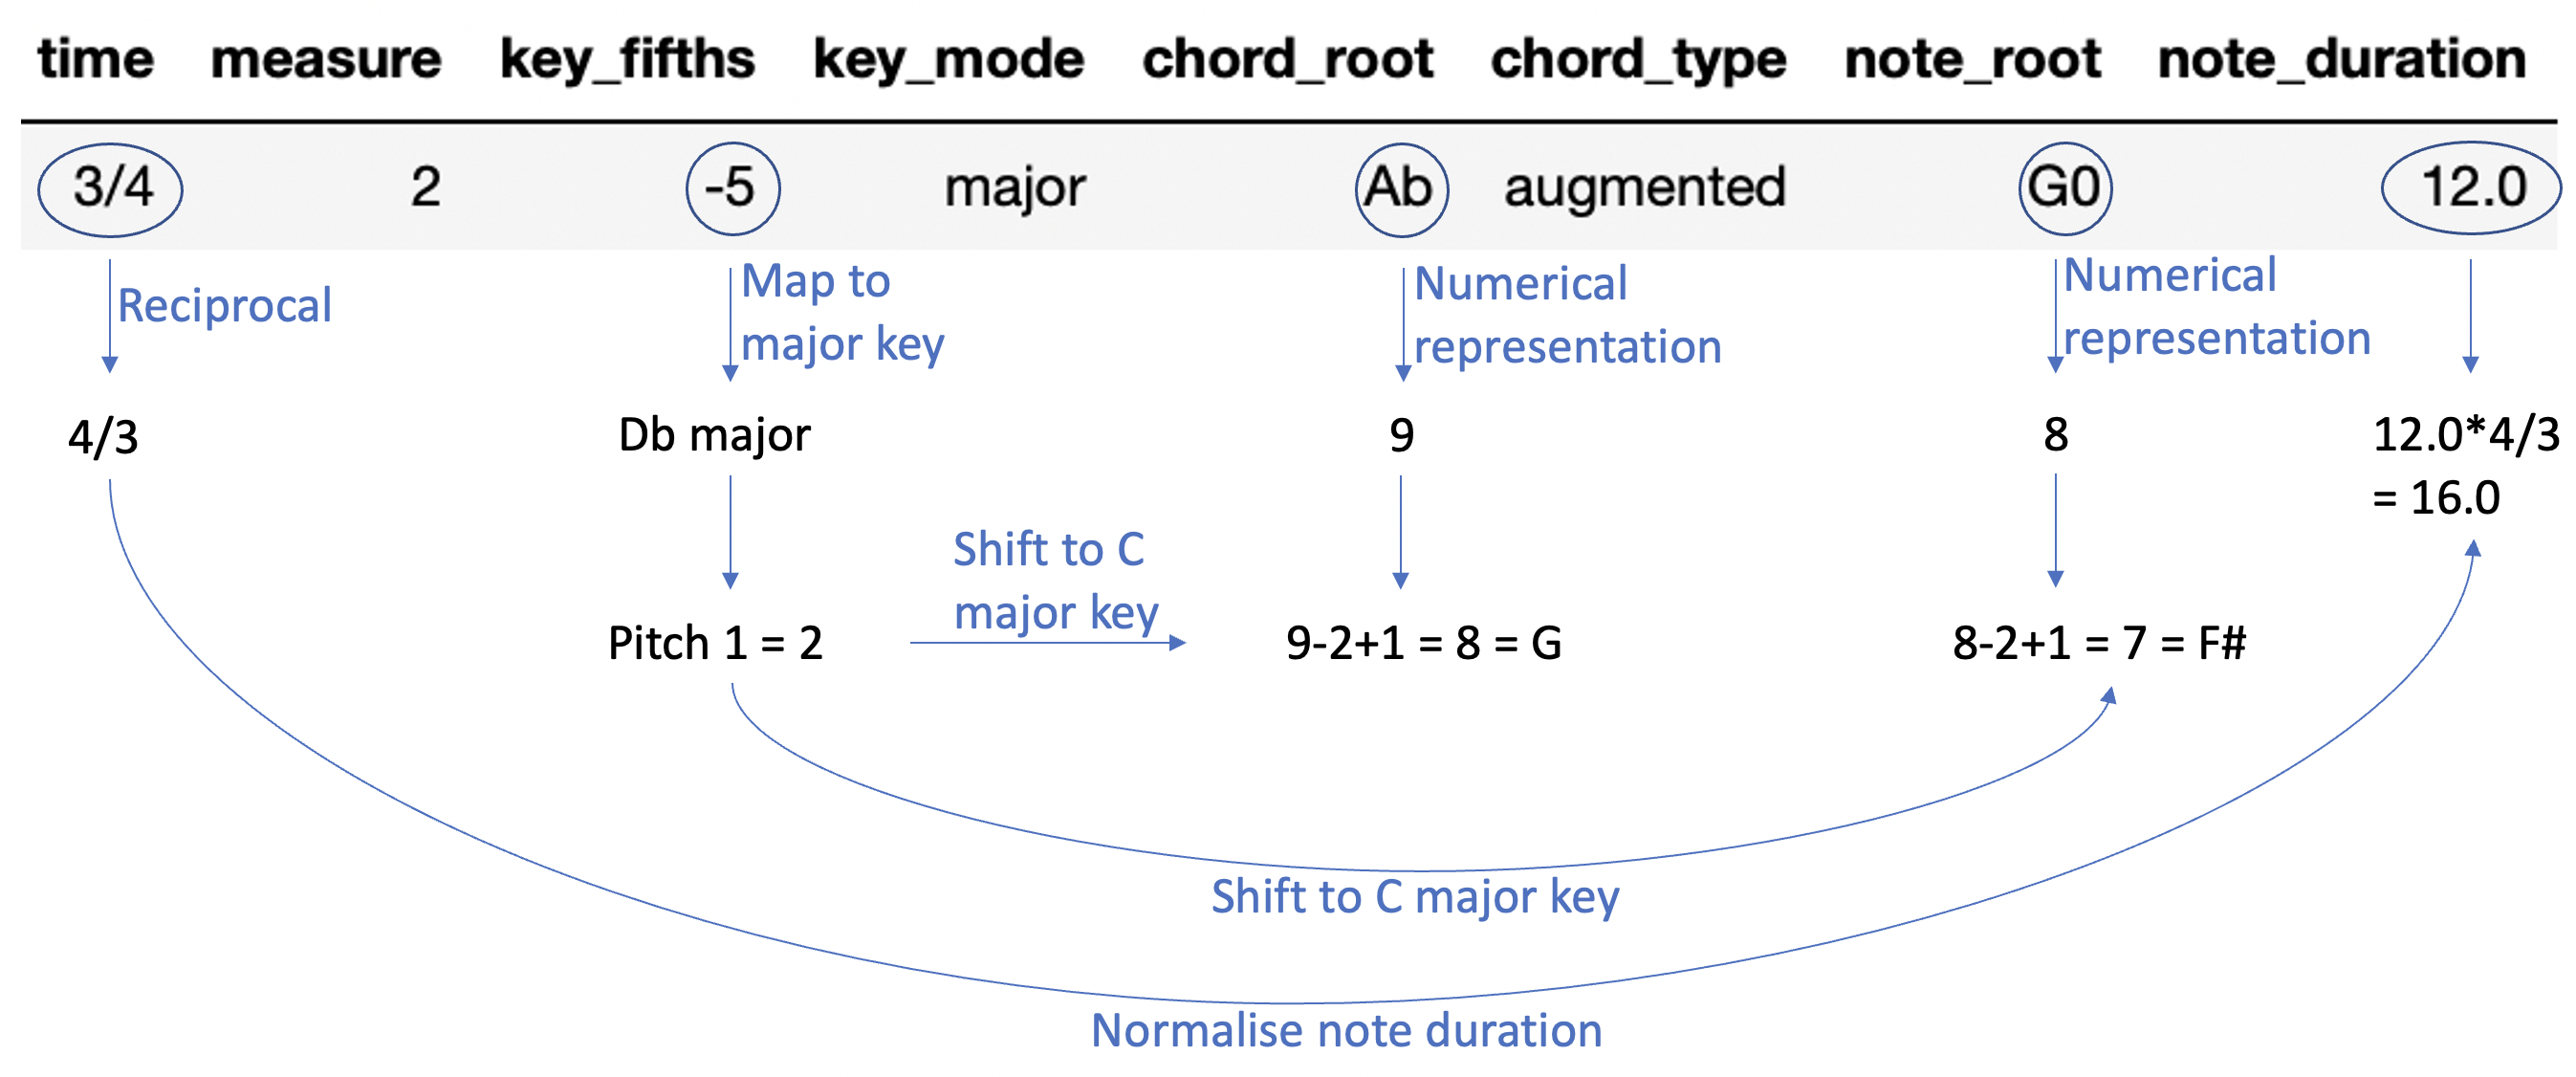 time measure key_fifths key_mode chord_root chord_type note_root note_duration
3/4 2 -5 major Ab augmented G0 12.0
Reciprocal
Map to
major key
Numerical
representation
Numerical
representation
4/3
Db major
9
8
12.0*4/3
= 16.0
Shift to C
major key
Pitch 1 = 2
9-2+1 = 8 = G
8-2+1 = 7 = F#
Shift to C major key
Normalise note duration